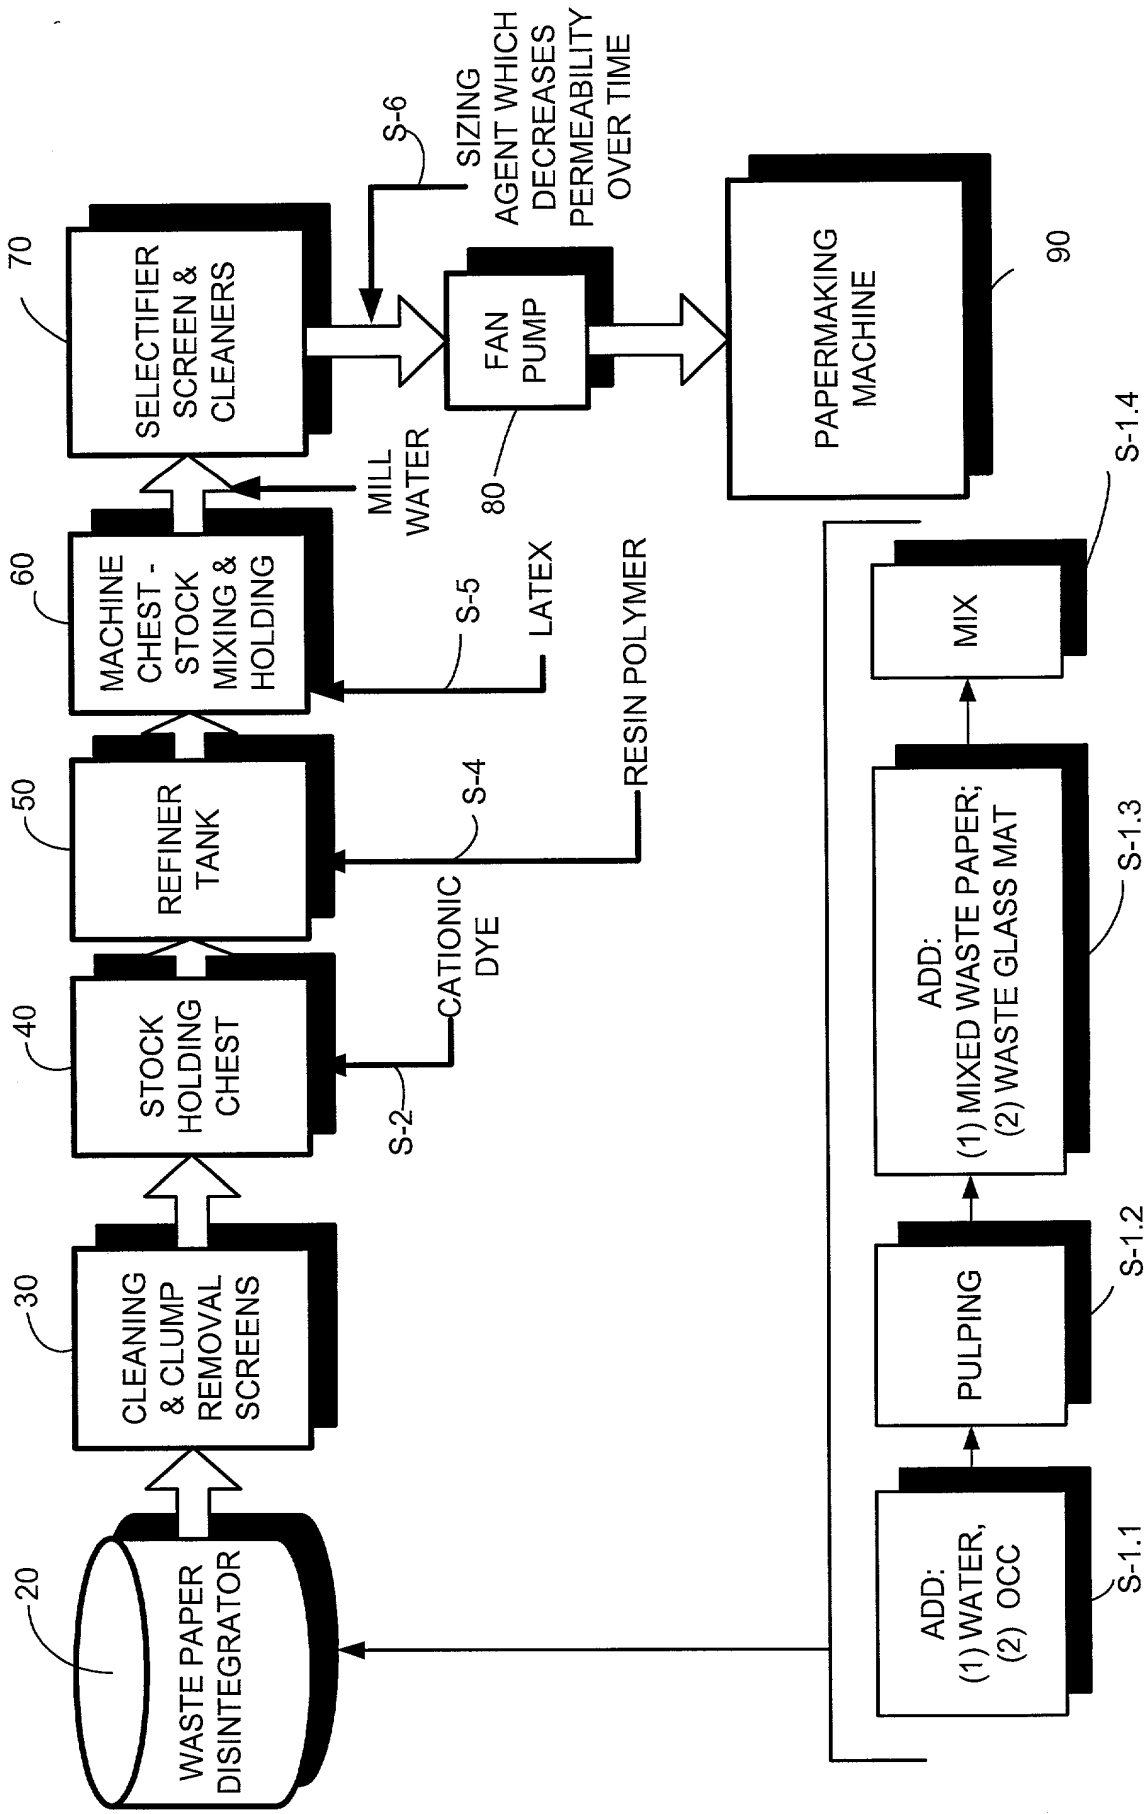 20
WASTE PAPER
DISINTEGRATOR
30
CLEANING
& CLUMP
REMOVAL
SCREENS
40
STOCK
HOLDING
CHEST
S-2
CATIONIC
DYE
50
REFINER
TANK
S-4
RESIN POLYMER
60
MACHINE
CHEST -
STOCK
MIXING &
HOLDING
S-5
LATEX
MILL
WATER
70
SELECTIFIER
SCREEN &
CLEANERS
S-6
SIZING
AGENT WHICH
DECREASES
PERMEABILITY
OVER TIME
80
FAN
PUMP
PAPERMAKING
MACHINE
90
ADD:
(1) WATER,
(2) OCC
S-1.1
PULPING
S-1.2
ADD:
(1) MIXED WASTE PAPER;
(2) WASTE GLASS MAT
S-1.3
MIX
S-1.4